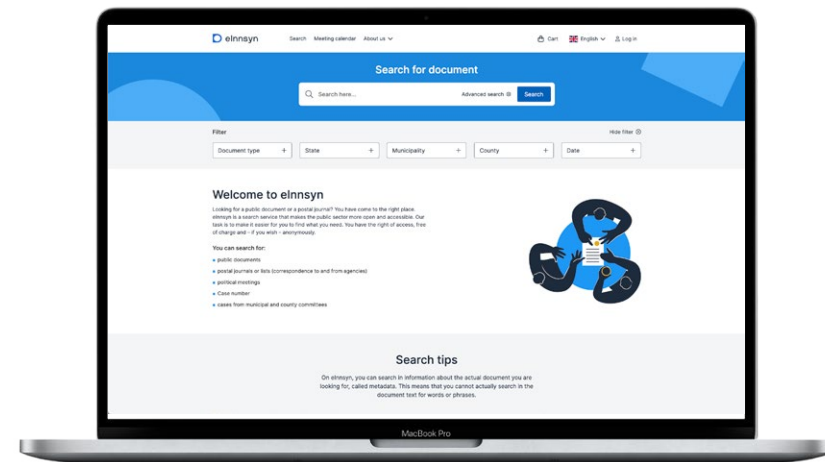 eInnsyn
Search Meeting calendar About us
Cart English Log in
Search for document
Search here...
Advanced search
Search
Filter
Hide filter
Document type
State
Municipality
County
Date
Welcome to eInnsyn
Looking for a public document or a postal journal? You have come to the right place.
eInnsyn is a search service that makes the public sector more open and accessible. Our
task is to make it easier for you to find what you need. You have the right of access, free
of charge and - if you wish - anonymously.
You can search for:
public documents
postal journals or lists (correspondence to and from agencies)
political meetings
Case number
cases from municipal and county committees
Search tips
On eInnsyn, you can search in information about the actual document you are
looking for, called metadata. This means that you cannot actually search in the
document text for words or phrases.
MacBook Pro